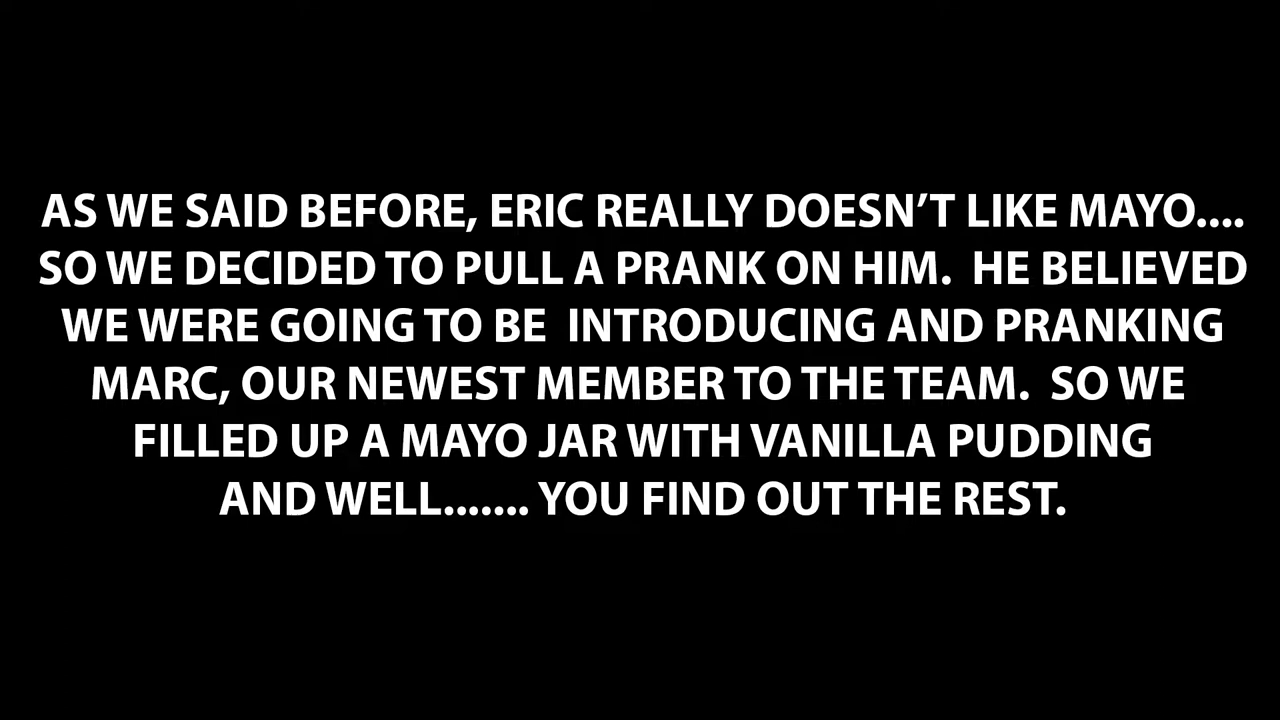 AS WE SAID BEFORE, ERIC REALLY DOESN’T LIKE MAYO....
SO WE DECIDED TO PULL A PRANK ON HIM.  HE BELIEVED
WE WERE GOING TO BE  INTRODUCING AND PRANKING
MARC, OUR NEWEST MEMBER TO THE TEAM.  SO WE
FILLED UP A MAYO JAR WITH VANILLA PUDDING
AND WELL....... YOU FIND OUT THE REST.